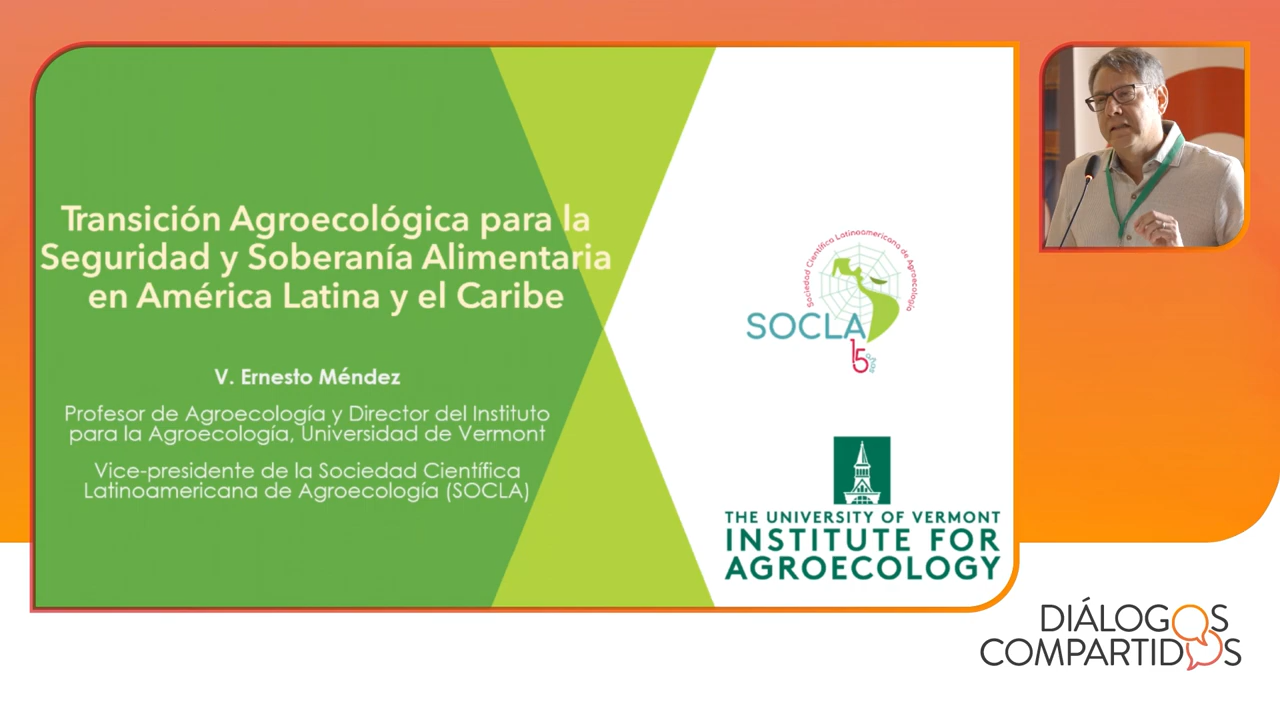 Transición Agroecológica para la
Seguridad y Soberanía Alimentaria
en América Latina y el Caribe
V. Ernesto Méndez
Profesor de Agroecología y Director del Instituto
para la Agroecología, Universidad de Vermont
Vice-presidente de la Sociedad Científica
Latinoamericana de Agroecología (SOCLA)
Sociedad Científica Latinoamericana de Agroecología
SOCLA
15
años
THE UNIVERSITY OF VERMONT
INSTITUTE FOR
AGROECOLOGY
DIÁLOGOS
COMPARTIDOS